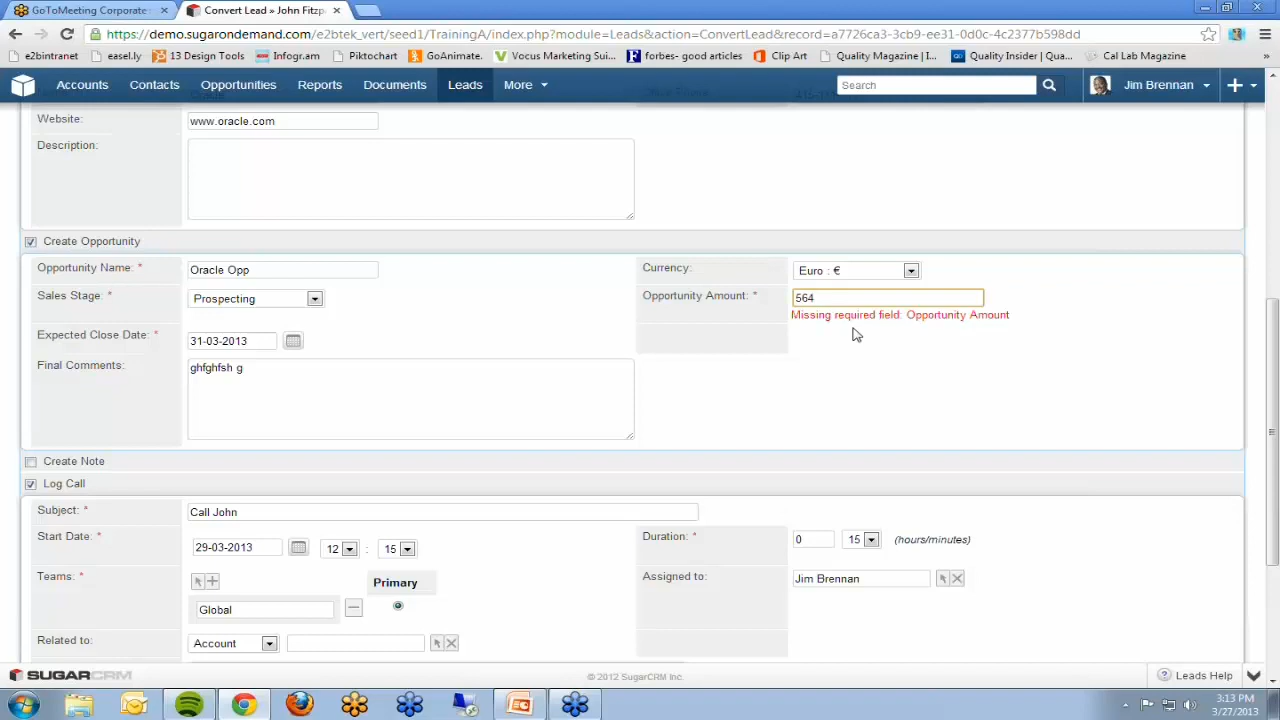 GoToMeeting Corporate
Convert Lead » John Fitzp
https://demo.sugarondemand.com/e2btek_vert/seed1/TrainingA/index.php?module=Leads&action=ConvertLead&record=a7726ca3-3cb9-ee31-0d0c-4c2377b598dd
e2bintranet easel.ly 13 Design Tools Infogr.am Piktochart GoAnimate. Vocus Marketing Sui... forbes- good articles Clip Art Quality Magazine | I... Quality Insider | Qua... Cal Lab Magazine »
Accounts Contacts Opportunities Reports Documents Leads More Search Jim Brennan
Website: www.oracle.com
Description:
Create Opportunity
Opportunity Name: * Oracle Opp Currency: Euro : €
Sales Stage: * Prospecting Opportunity Amount: * 564
Missing required field: Opportunity Amount
Expected Close Date: * 31-03-2013
Final Comments: ghfghfsh g
Create Note
Log Call
Subject: * Call John
Start Date: * 29-03-2013 12 : 15 Duration: * 0 15 (hours/minutes)
Teams: * Primary Assigned to: Jim Brennan
Global
Related to: Account
SUGARCRM © 2012 SugarCRM Inc. Leads Help
3:13 PM
3/27/2013